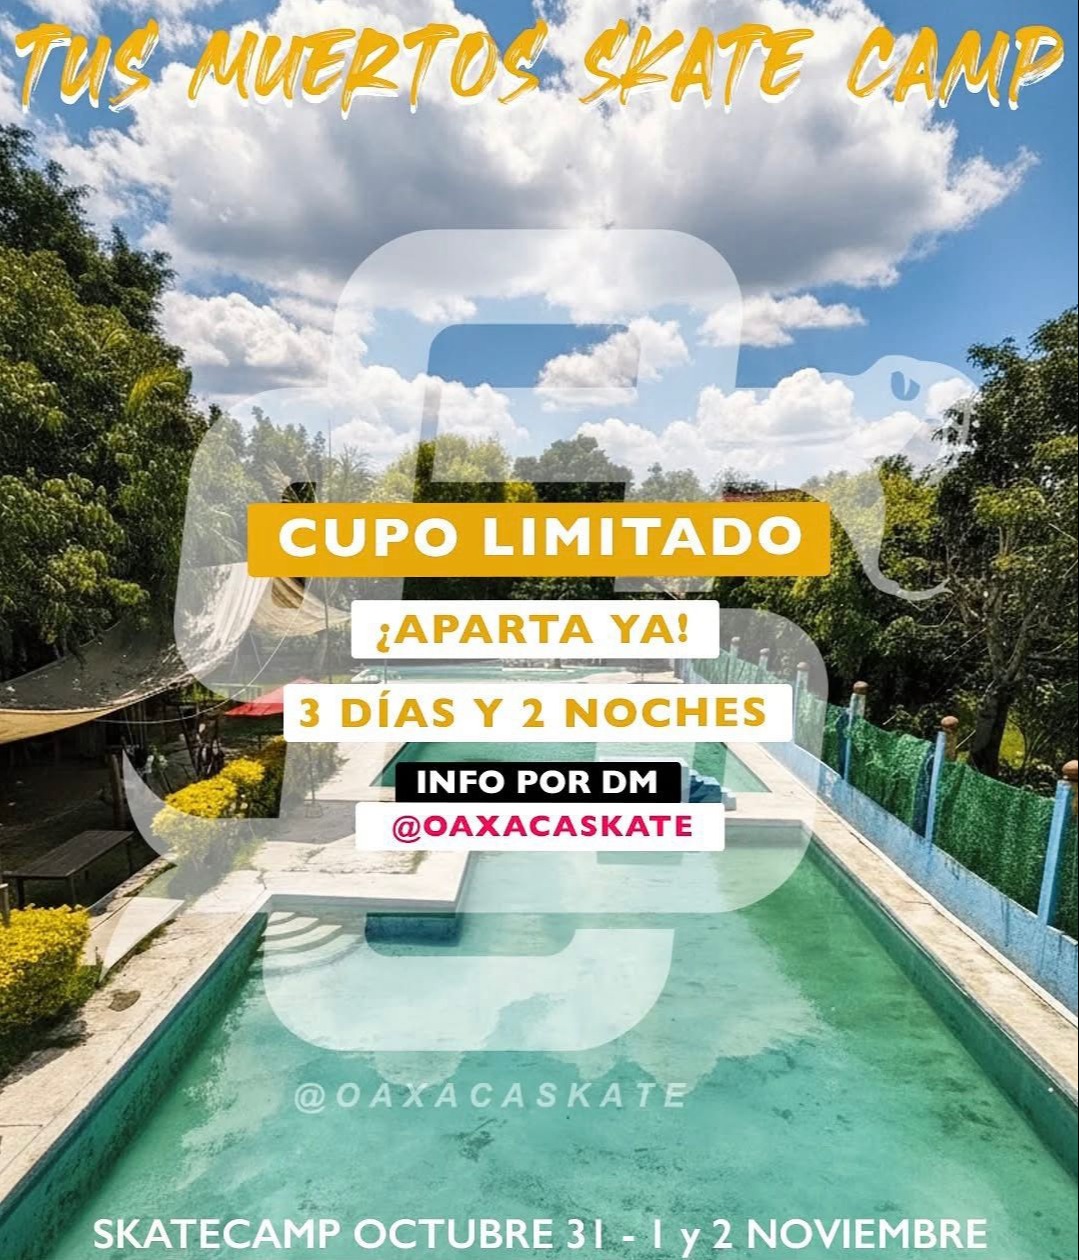 TUS MUERTOS SKATE CAMP
CUPO LIMITADO
¡APARTA YA!
3 DÍAS Y 2 NOCHES
INFO POR DM
@OAXACASKATE
@OAXACASKATE
SKATECAMP OCTUBRE 31 - 1 y 2 NOVIEMBRE